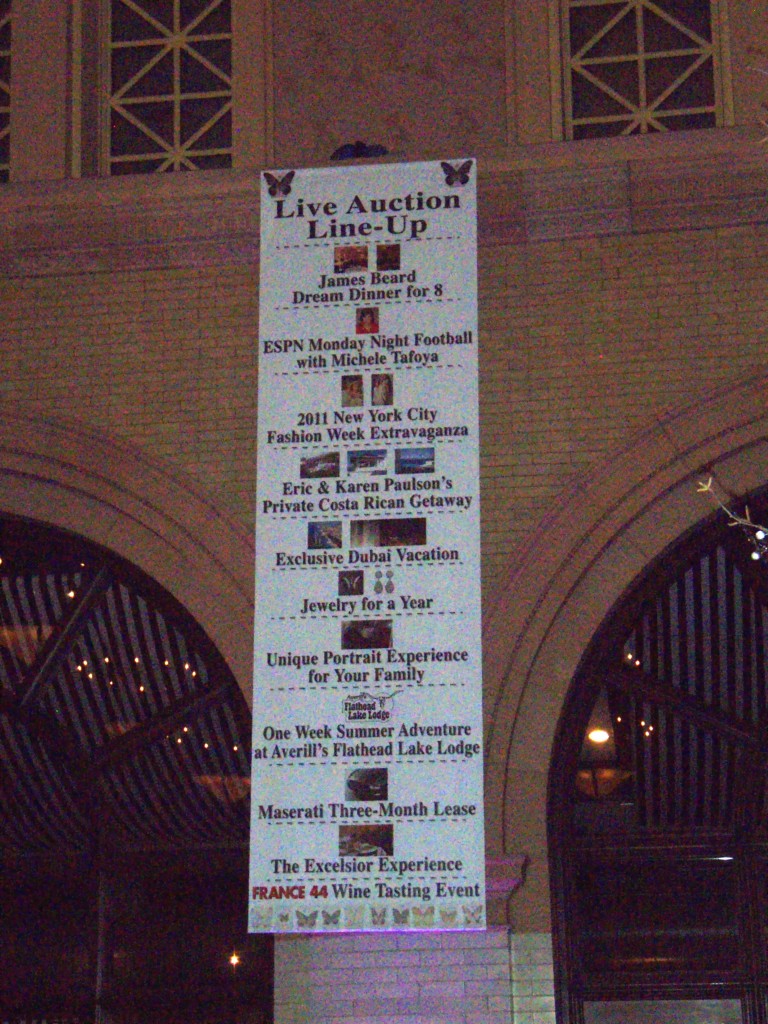 Live Auction
Line-Up
James Beard
Dream Dinner for 8
ESPN Monday Night Football
with Michele Tafoya
2011 New York City
Fashion Week Extravaganza
Eric & Karen Paulson's
Private Costa Rican Getaway
Exclusive Dubai Vacation
Jewelry for a Year
Unique Portrait Experience
for Your Family
Flathead
Lake Lodge
One Week Summer Adventure
at Averill's Flathead Lake Lodge
Maserati Three-Month Lease
The Excelsior Experience
FRANCE 44 Wine Tasting Event